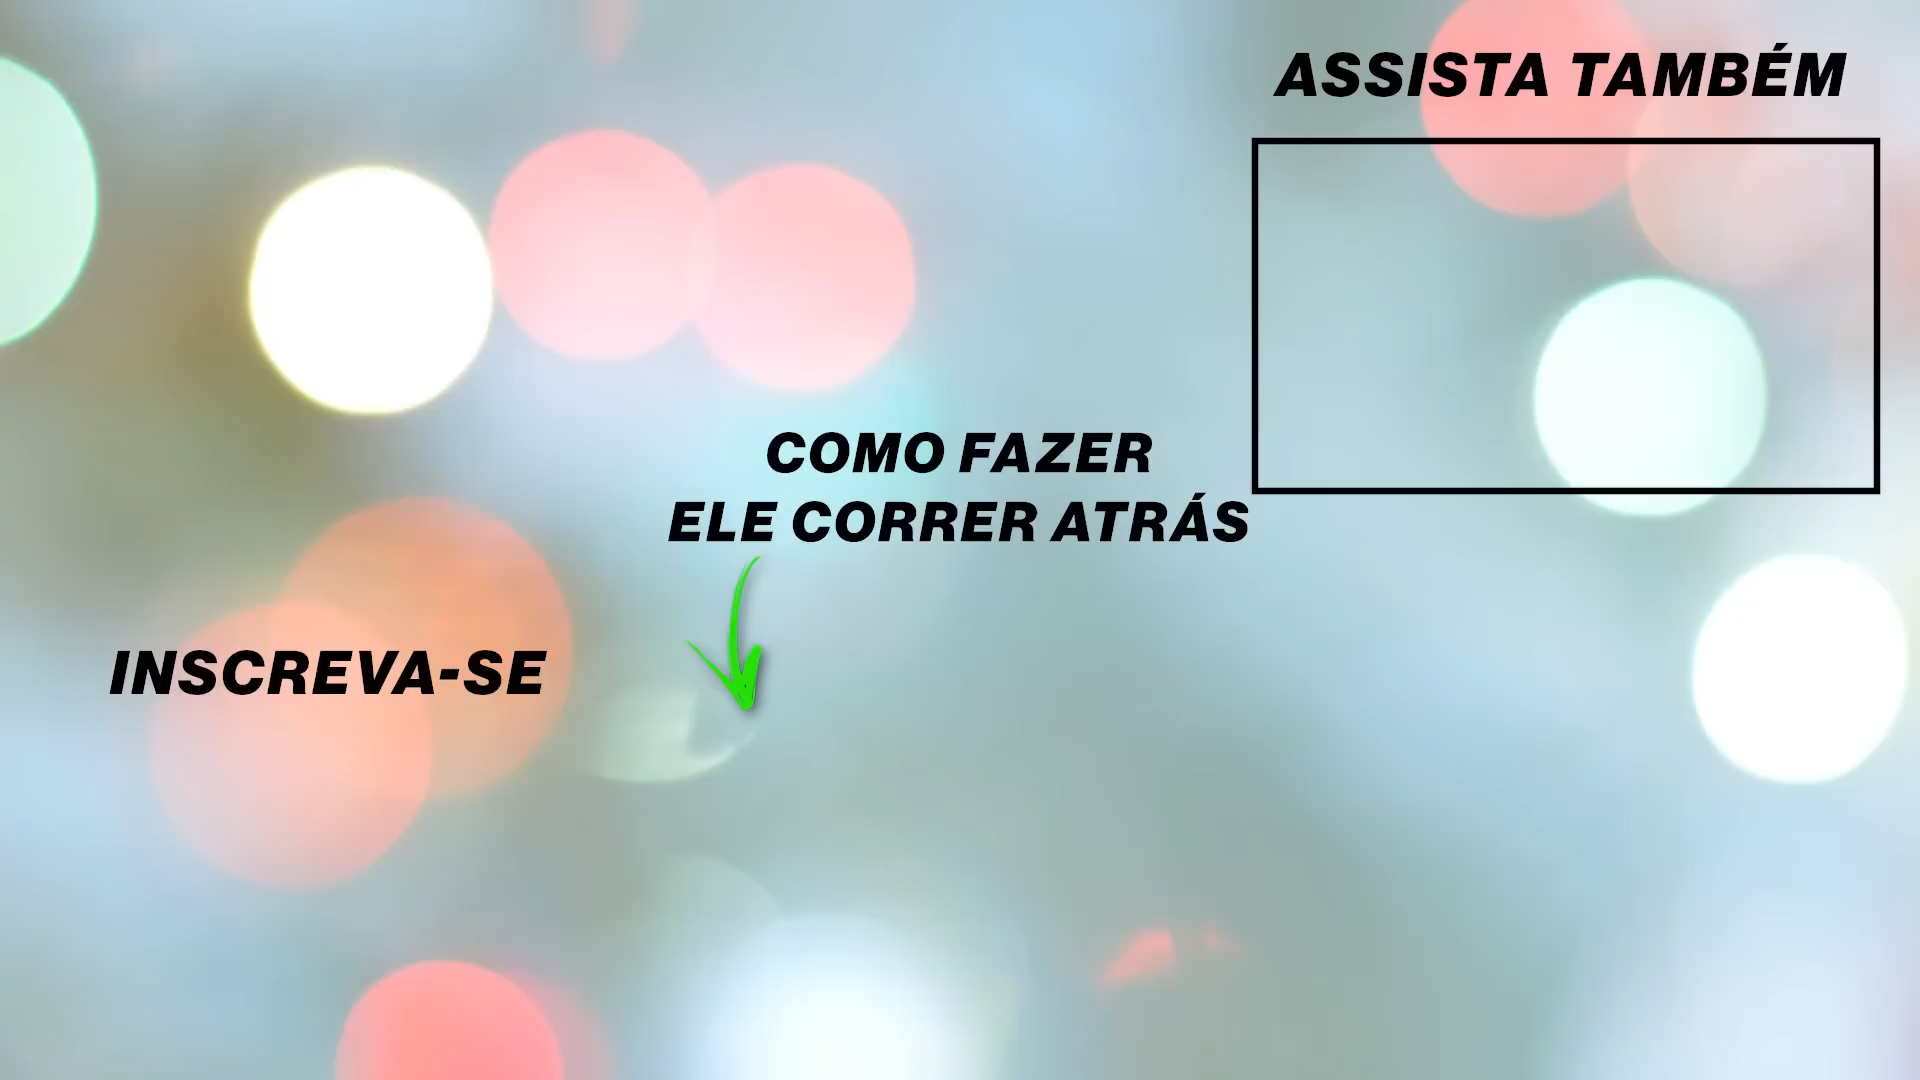 ASSISTA TAMBÉM
COMO FAZER
ELE CORRER ATRÁS
INSCREVA-SE